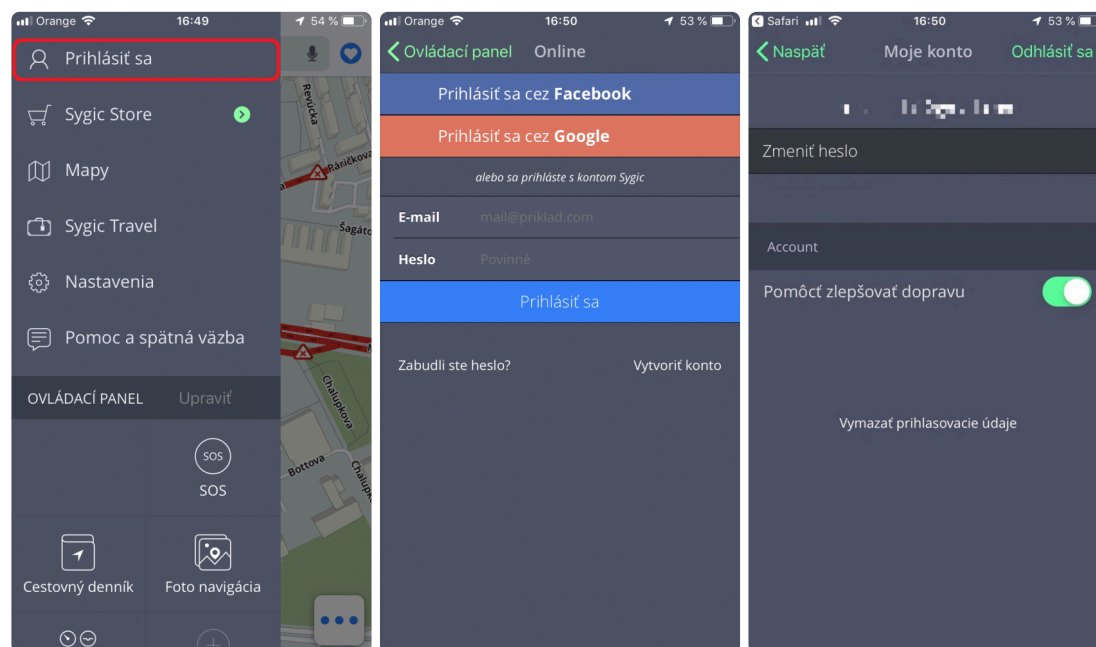 Orange 16:49 54 %
Prihlásiť sa
Sygic Store
Mapy
Sygic Travel
Nastavenia
Pomoc a spätná väzba
OVLÁDACÍ PANEL Upraviť
SOS
SOS
Cestovný denník Foto navigácia
Revúcka
Páričkova
Šagáto
Chalupkova
Bottova
Chalupk
Orange 16:50 53 %
Ovládací panel Online
Prihlásiť sa cez Facebook
Prihlásiť sa cez Google
alebo sa prihláste s kontom Sygic
E-mail mail@priklad.com
Heslo Povinné
Prihlásiť sa
Zabudli ste heslo? Vytvoriť konto
Safari 16:50 53 %
Naspäť Moje konto Odhlásiť sa
Zmeniť heslo
Account
Pomôcť zlepšovať dopravu
Vymazať prihlasovacie údaje